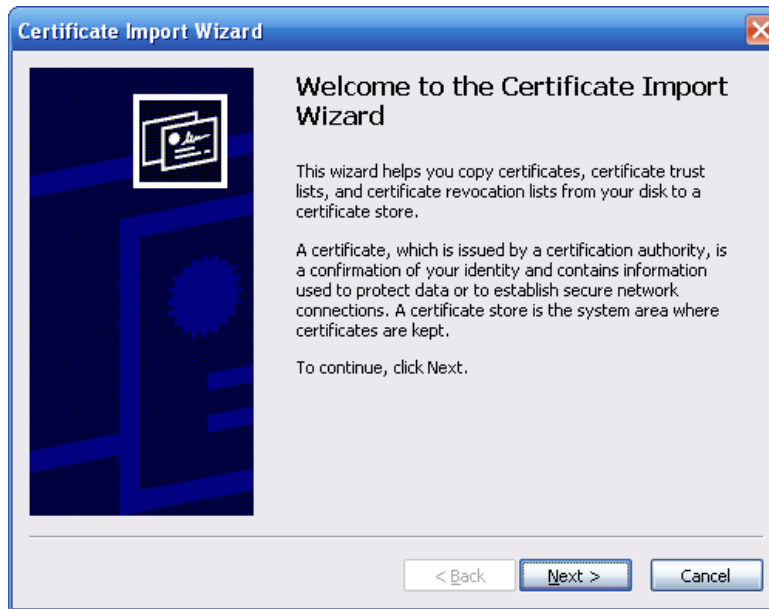 Certificate Import Wizard
Welcome to the Certificate Import
Wizard
This wizard helps you copy certificates, certificate trust
lists, and certificate revocation lists from your disk to a
certificate store.
A certificate, which is issued by a certification authority, is
a confirmation of your identity and contains information
used to protect data or to establish secure network
connections. A certificate store is the system area where
certificates are kept.
To continue, click Next.
< Back Next > Cancel